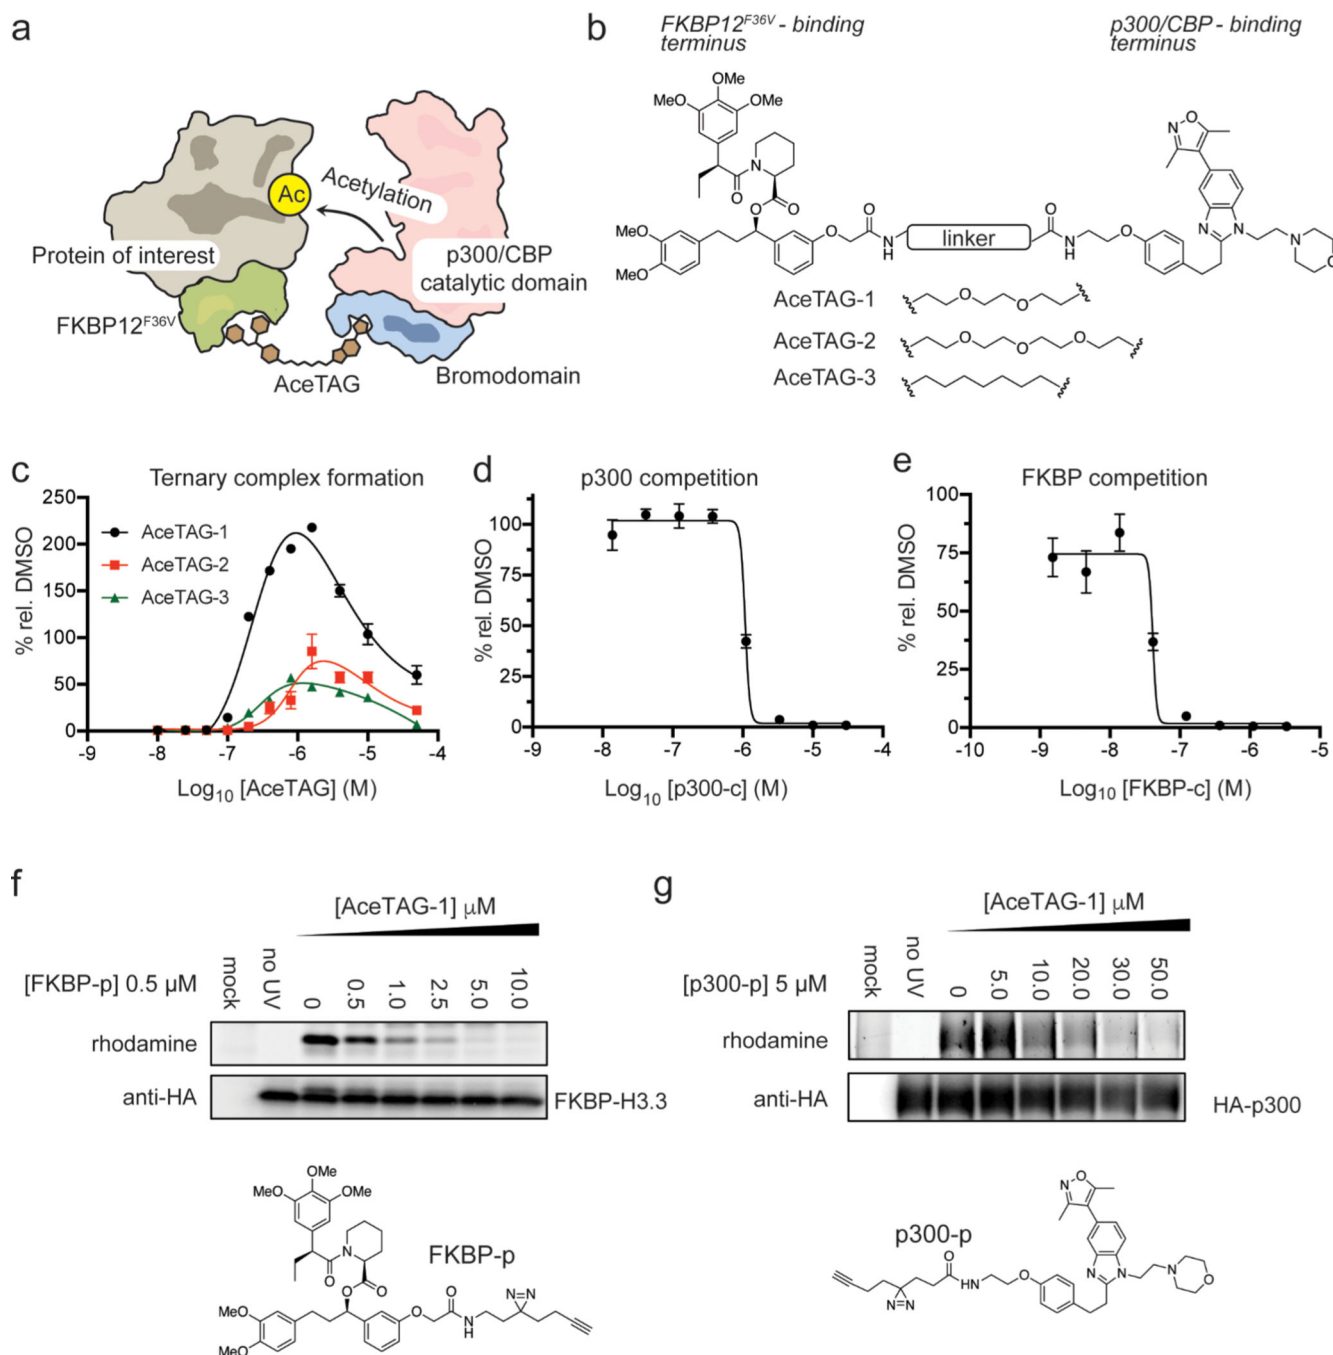 a
Ac
Acetylation
Protein of interest
p300/CBP
catalytic domain
FKBP12F36V
AceTAG
Bromodomain
b
FKBP12F36V - binding
terminus
p300/CBP - binding
terminus
OMe
MeO
OMe
N
O
O
O
MeO
MeO
O
O
N
H
linker
O
N
H
O
N
O
N
N
N
O
AceTAG-1
O
O
AceTAG-2
O
O
O
AceTAG-3
c
Ternary complex formation
% rel. DMSO
250
200
150
100
50
0
AceTAG-1
AceTAG-2
AceTAG-3
-9
-8
-7
-6
-5
-4
Log10 [AceTAG] (M)
d
p300 competition
% rel. DMSO
100
75
50
25
0
-9
-8
-7
-6
-5
-4
Log10 [p300-c] (M)
e
FKBP competition
% rel. DMSO
100
75
50
25
0
-10
-9
-8
-7
-6
-5
Log10 [FKBP-c] (M)
f
[AceTAG-1] μM
[FKBP-p] 0.5 μM
mock
no UV
0
0.5
1.0
2.5
5.0
10.0
rhodamine
anti-HA
FKBP-H3.3
OMe
MeO
OMe
FKBP-p
N
O
O
O
MeO
MeO
O
O
N
H
N=N
g
[AceTAG-1] μM
[p300-p] 5 μM
mock
no UV
0
5.0
10.0
20.0
30.0
50.0
rhodamine
anti-HA
HA-p300
p300-p
N=N
O
N
H
O
N
O
N
N
N
O